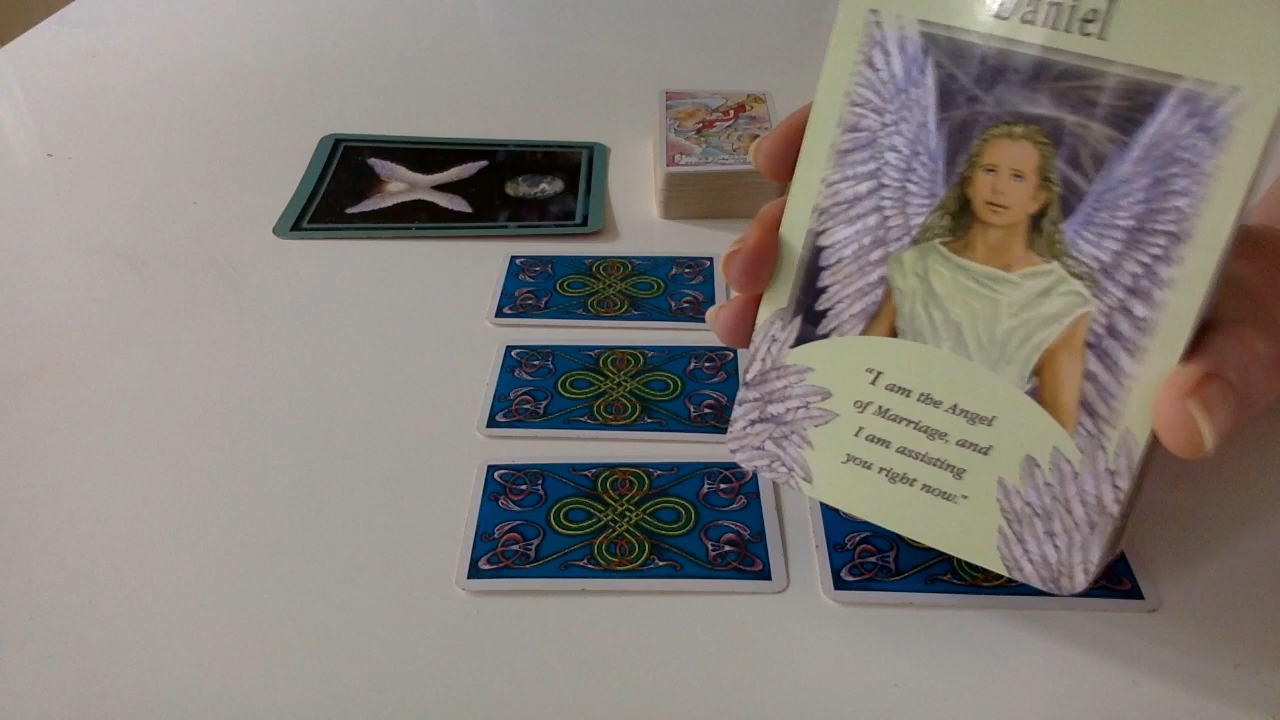 Daniel
"I am the Angel
of Marriage, and
I am assisting
you right now."